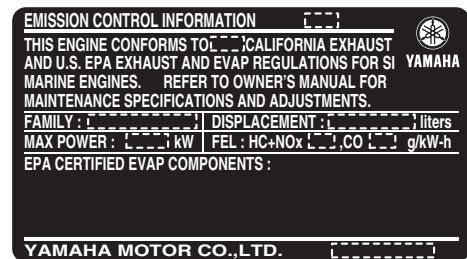 EMISSION CONTROL INFORMATION
THIS ENGINE CONFORMS TO CALIFORNIA EXHAUST
AND U.S. EPA EXHAUST AND EVAP REGULATIONS FOR SI
MARINE ENGINES. REFER TO OWNER'S MANUAL FOR
MAINTENANCE SPECIFICATIONS AND ADJUSTMENTS.
YAMAHA
FAMILY : DISPLACEMENT : liters
MAX POWER : kW FEL : HC+NOx ,CO g/kW-h
EPA CERTIFIED EVAP COMPONENTS :
YAMAHA MOTOR CO.,LTD.